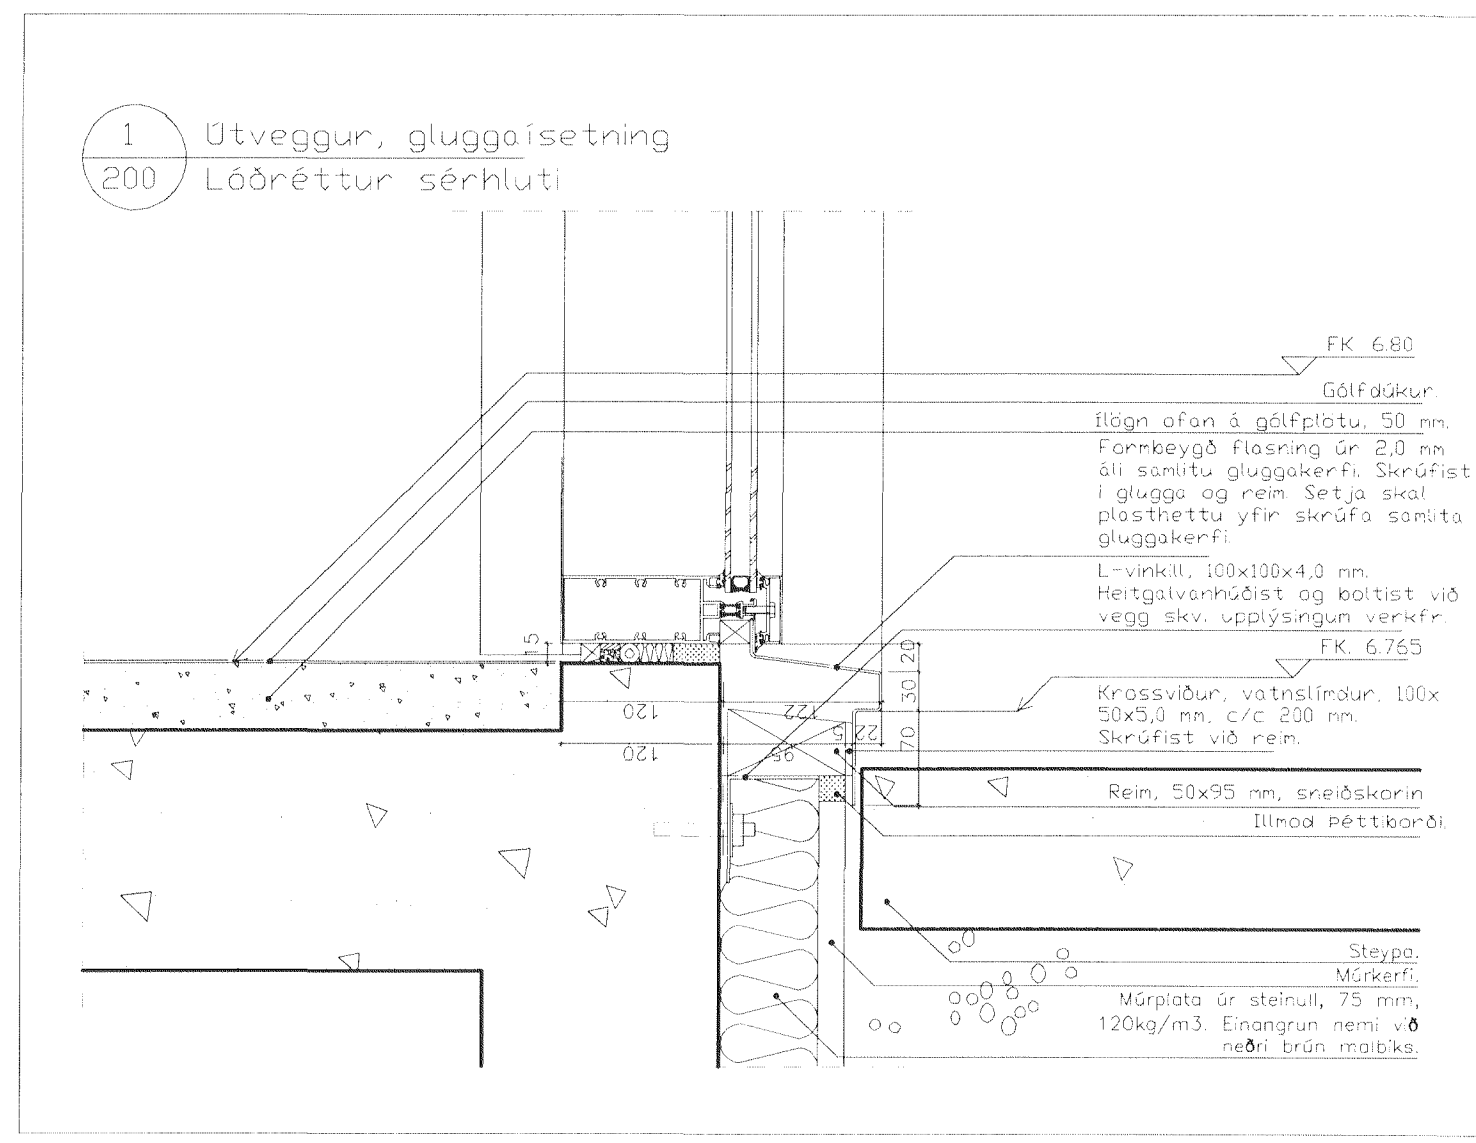 1
200
Útveggur, gluggaísetning
Lóðréttur sérhluti
FK 6.80
Gólfdúkur.
Ílögn ofan á gólfplötu, 50 mm.
Formbeygð flasning úr 2,0 mm
áli samlitu gluggakerfi. Skrúfist
í glugga og reim. Setja skal
plasthettu yfir skrúfa samlita
gluggakerfi.
L-vinkill, 100x100x4,0 mm.
Heitgalvanhúðist og boltist við
vegg skv. upplýsingum verkfr.
FK. 6.765
Krossviður, vatnslímdur, 100x
50x5,0 mm, c/c 200 mm.
Skrúfist við reim.
Reim, 50x95 mm, sneiðskorin
Illmod þéttiborði.
Steypa.
Múrkerfi.
Múrplata úr steinull, 75 mm,
120kg/m3. Einangrun nemi við
neðri brún malbiks.
15
20
30
70
120
122
120
95
5
22